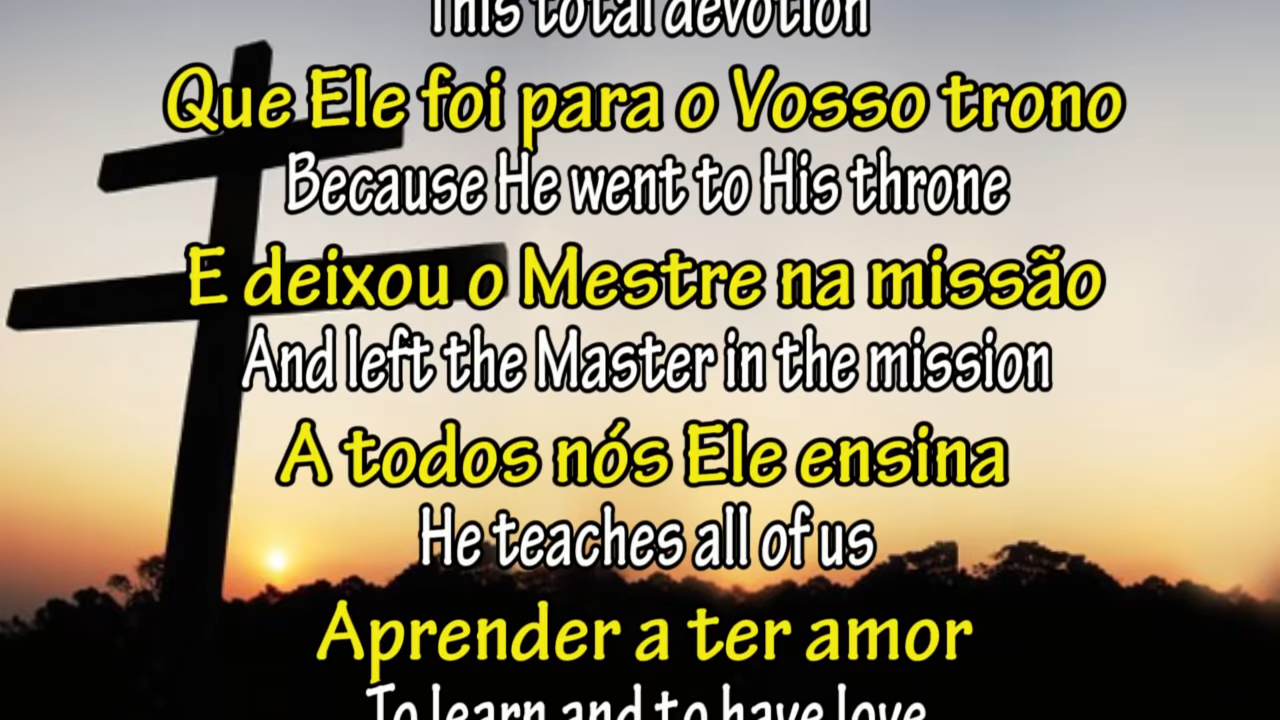 This total devotion
Que Ele foi para o Vosso trono
Because He went to His throne
E deixou o Mestre na missão
And left the Master in the mission
A todos nós Ele ensina
He teaches all of us
Aprender a ter amor
To learn and to have love